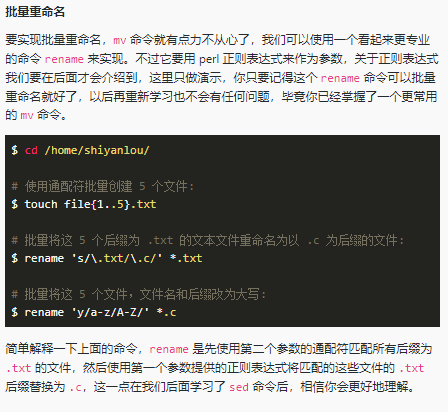 批量重命名
要实现批量重命名，mv 命令就有点力不从心了，我们可以使用一个看起来更专业
的命令 rename 来实现。不过它要用 perl 正则表达式来作为参数，关于正则表达式
我们要在后面才会介绍到，这里只做演示，你只要记得这个 rename 命令可以批量
重命名就好了，以后再重新学习也不会有任何问题，毕竟你已经掌握了一个更常用
的 mv 命令。
$ cd /home/shiyanlou/
# 使用通配符批量创建 5 个文件:
$ touch file{1..5}.txt
# 批量将这 5 个后缀为 .txt 的文本文件重命名为以 .c 为后缀的文件:
$ rename 's/\.txt/\.c/' *.txt
# 批量将这 5 个文件，文件名和后缀改为大写:
$ rename 'y/a-z/A-Z/' *.c
简单解释一下上面的命令，rename 是先使用第二个参数的通配符匹配所有后缀为
.txt 的文件，然后使用第一个参数提供的正则表达式将匹配的这些文件的 .txt
后缀替换为 .c，这一点在我们后面学习了 sed 命令后，相信你会更好地理解。